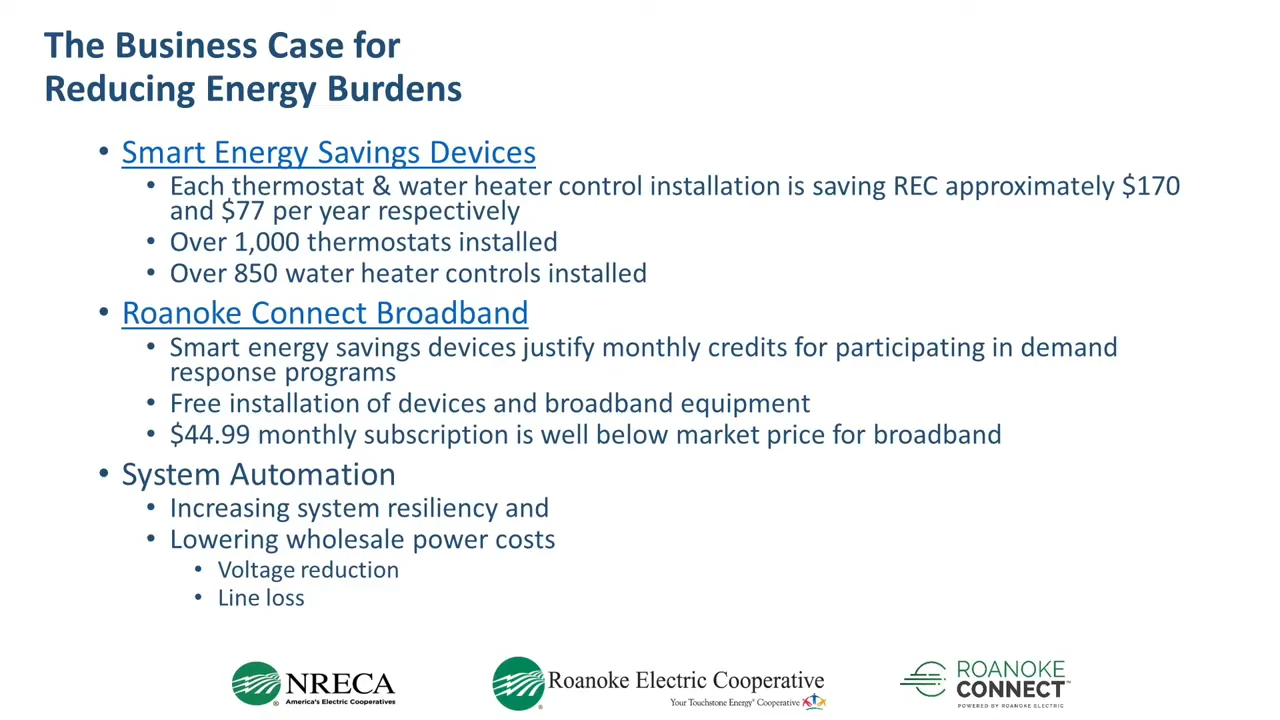 The Business Case for
Reducing Energy Burdens
• Smart Energy Savings Devices
• Each thermostat & water heater control installation is saving REC approximately $170
and $77 per year respectively
• Over 1,000 thermostats installed
• Over 850 water heater controls installed
• Roanoke Connect Broadband
• Smart energy savings devices justify monthly credits for participating in demand
response programs
• Free installation of devices and broadband equipment
• $44.99 monthly subscription is well below market price for broadband
• System Automation
• Increasing system resiliency and
• Lowering wholesale power costs
• Voltage reduction
• Line loss
NRECA
America's Electric Cooperatives
Roanoke Electric Cooperative
Your Touchstone Energy® Cooperative
ROANOKE
CONNECT™
POWERED BY ROANOKE ELECTRIC